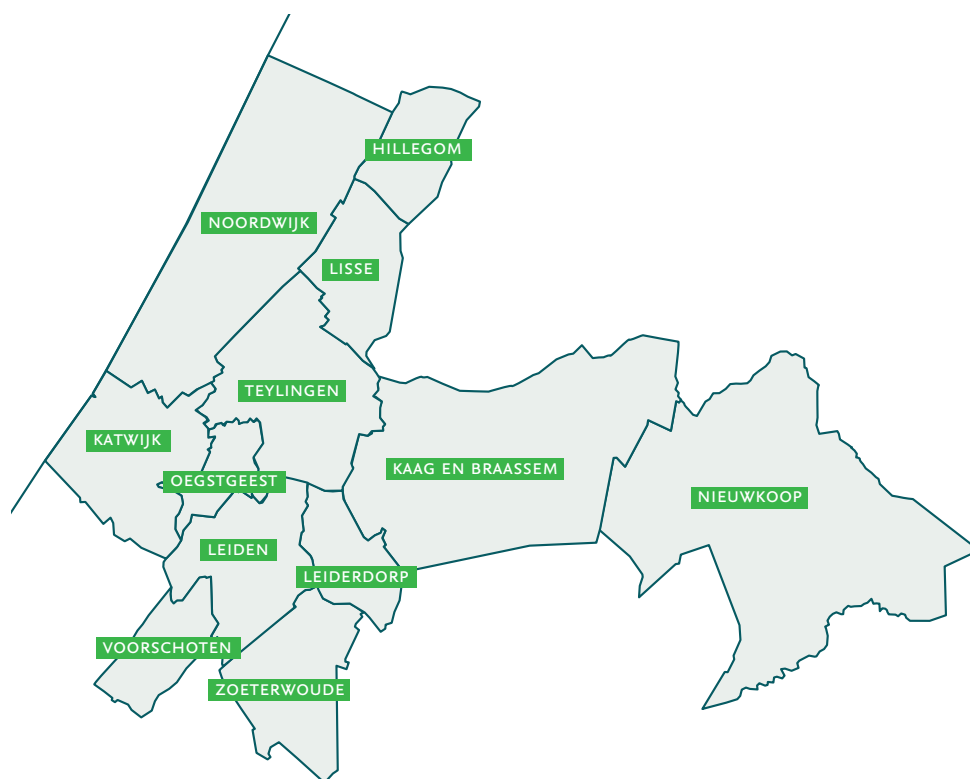 HILLEGOM
NOORDWIJK
LISSE
TEYLINGEN
KATWIJK
KAAG EN BRAASSEM
OEGSTGEEST
NIEUWKOOP
LEIDEN
LEIDERDORP
VOORSCHOTEN
ZOETERWOUDE